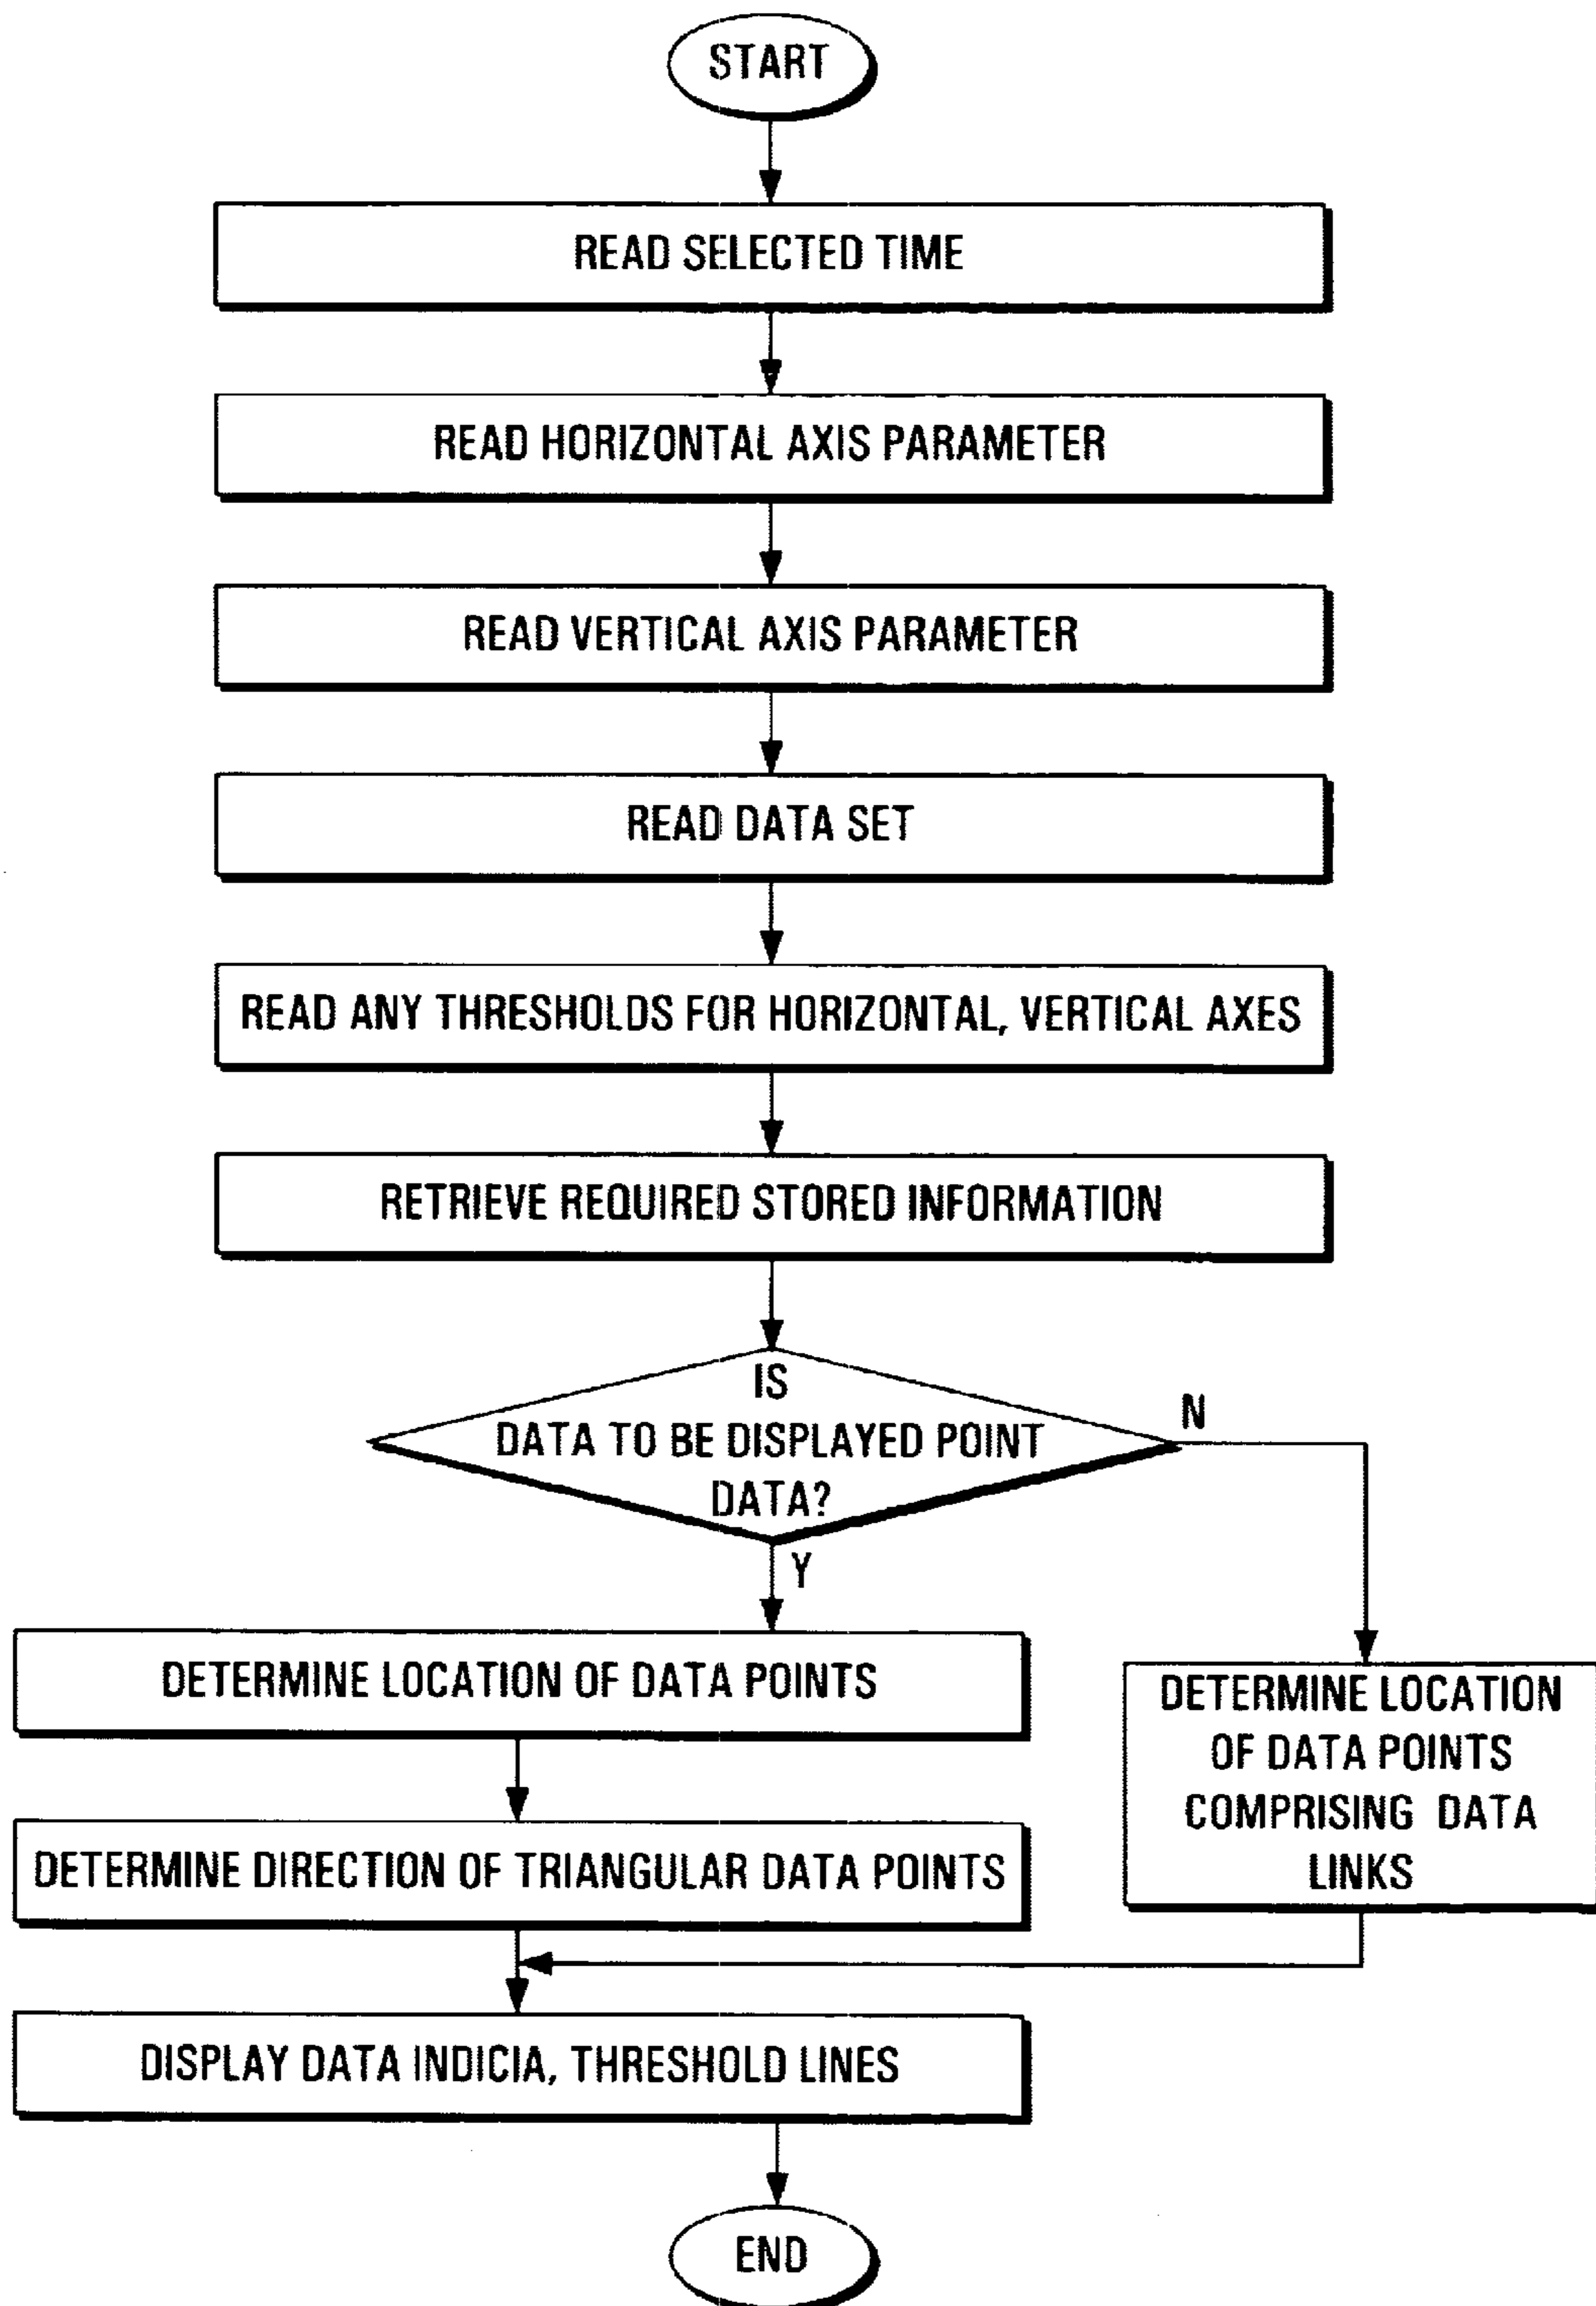 START
READ SELECTED TIME
READ HORIZONTAL AXIS PARAMETER
READ VERTICAL AXIS PARAMETER
READ DATA SET
READ ANY THRESHOLDS FOR HORIZONTAL, VERTICAL AXES
RETRIEVE REQUIRED STORED INFORMATION
IS
DATA TO BE DISPLAYED POINT
DATA?
N
Y
DETERMINE LOCATION OF DATA POINTS
DETERMINE DIRECTION OF TRIANGULAR DATA POINTS
DETERMINE LOCATION
OF DATA POINTS
COMPRISING DATA
LINKS
DISPLAY DATA INDICIA, THRESHOLD LINES
END